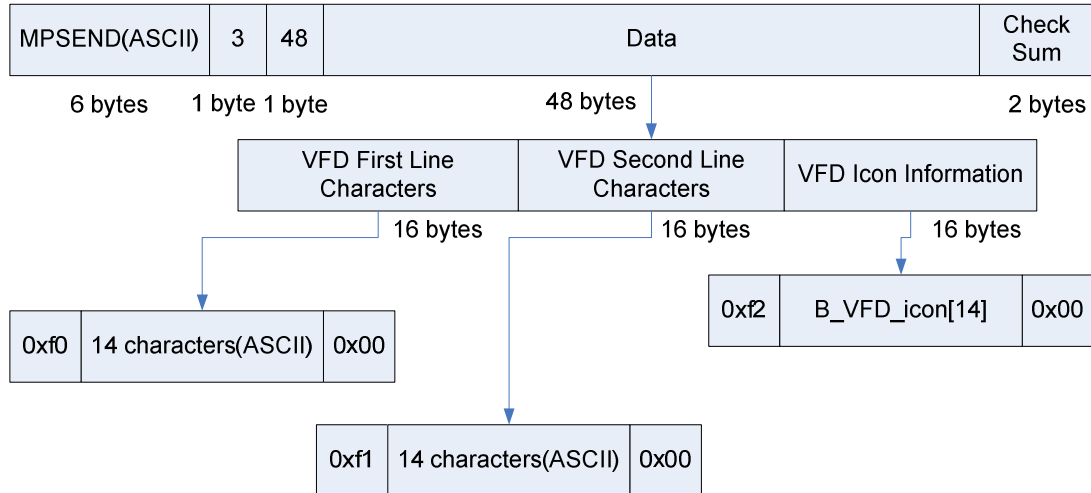 MPSEND(ASCII) 3 48 Data Check
Sum
6 bytes 1 byte 1 byte 48 bytes 2 bytes
VFD First Line
Characters
VFD Second Line
Characters
VFD Icon Information
16 bytes 16 bytes 16 bytes
0xf2 B_VFD_icon[14] 0x00
0xf0 14 characters(ASCII) 0x00
0xf1 14 characters(ASCII) 0x00